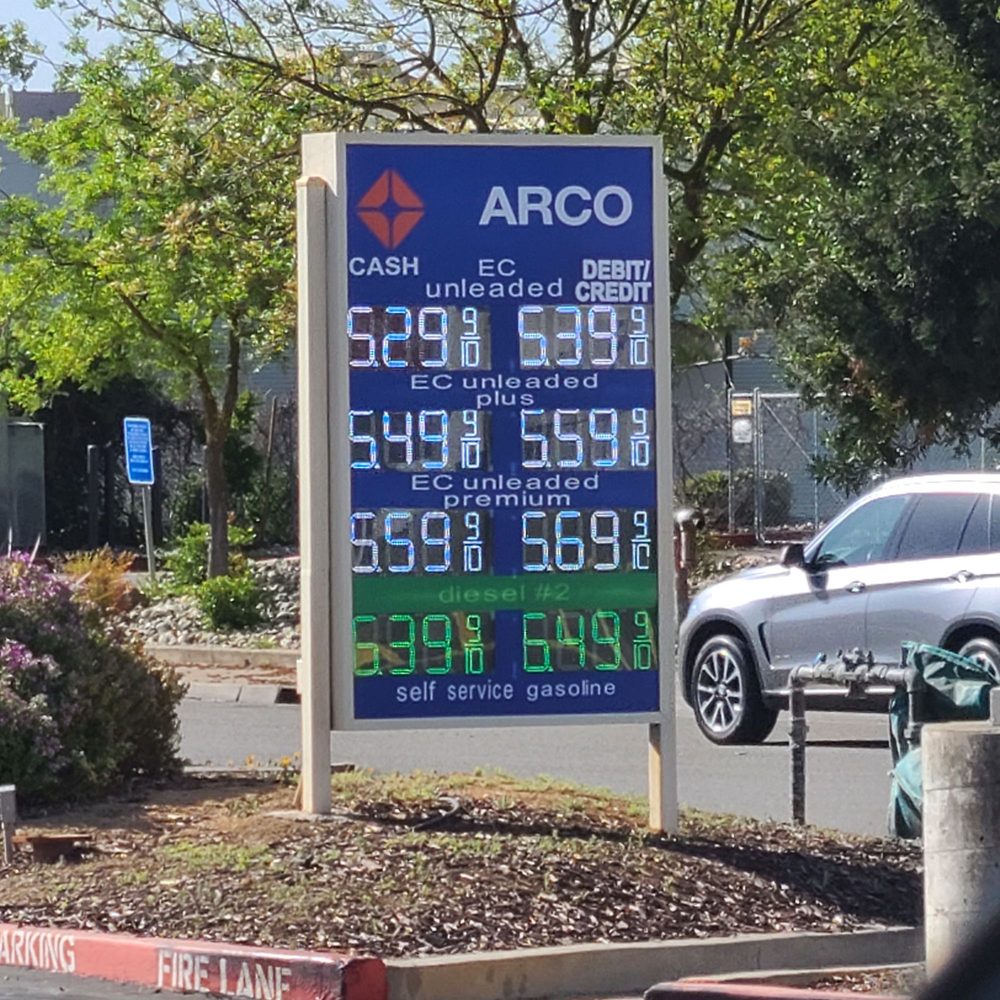 ARCO
CASH EC unleaded DEBIT/CREDIT
5.29 9/10 5.39 9/10
EC unleaded
plus
5.49 9/10 5.59 9/10
EC unleaded
premium
5.59 9/10 5.69 9/10
diesel #2
6.39 9/10 6.49 9/10
self service gasoline
FIRE LANE